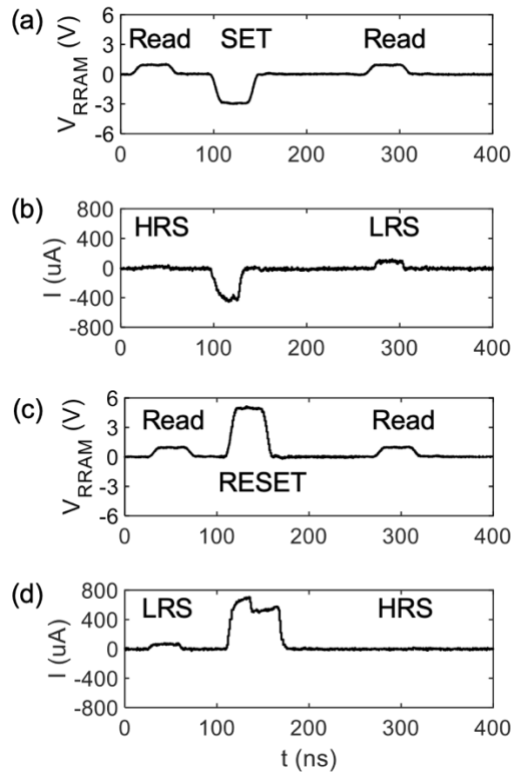 (a)
6
3
0
-3
-6
V_RRAM (V)
Read SET Read
0 100 200 300 400
(b)
800
400
0
-400
-800
I (uA)
HRS LRS
0 100 200 300 400
(c)
6
3
0
-3
-6
V_RRAM (V)
Read Read
RESET
0 100 200 300 400
(d)
800
400
0
-400
-800
I (uA)
LRS HRS
0 100 200 300 400
t (ns)